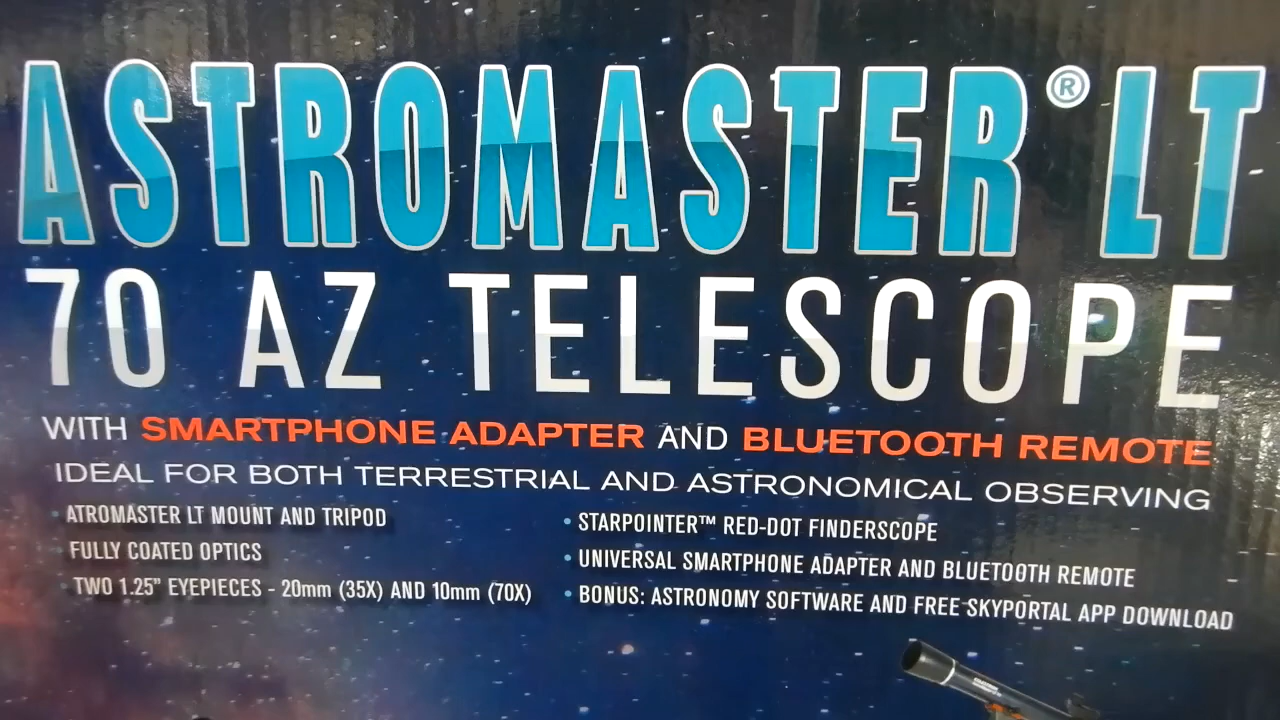 ASTROMASTER® LT
70 AZ TELESCOPE
WITH SMARTPHONE ADAPTER AND BLUETOOTH REMOTE
IDEAL FOR BOTH TERRESTRIAL AND ASTRONOMICAL OBSERVING
• ATROMASTER LT MOUNT AND TRIPOD
• FULLY COATED OPTICS
• TWO 1.25" EYEPIECES - 20mm (35X) AND 10mm (70X)
• STARPOINTER™ RED-DOT FINDERSCOPE
• UNIVERSAL SMARTPHONE ADAPTER AND BLUETOOTH REMOTE
• BONUS: ASTRONOMY SOFTWARE AND FREE SKYPORTAL APP DOWNLOAD